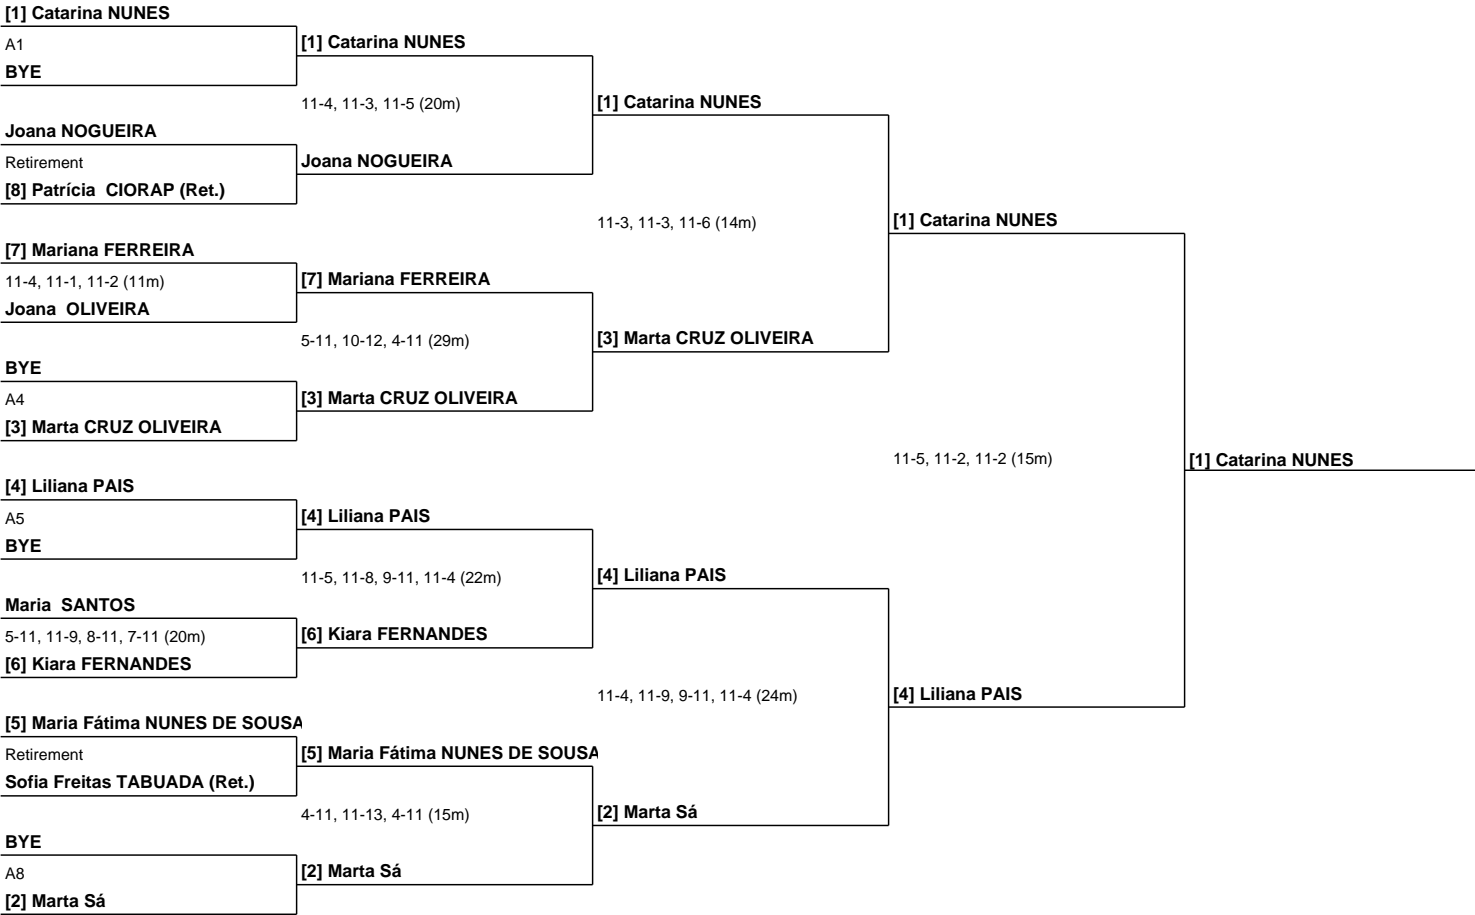 [1] Catarina NUNES
A1
BYE
Joana NOGUEIRA
Retirement
[8] Patrícia  CIORAP (Ret.)
[7] Mariana FERREIRA
11-4, 11-1, 11-2 (11m)
Joana  OLIVEIRA
BYE
A4
[3] Marta CRUZ OLIVEIRA
[4] Liliana PAIS
A5
BYE
Maria  SANTOS
5-11, 11-9, 8-11, 7-11 (20m)
[6] Kiara FERNANDES
[5] Maria Fátima NUNES DE SOUSA
Retirement
Sofia Freitas TABUADA (Ret.)
BYE
A8
[2] Marta Sá
[1] Catarina NUNES
11-4, 11-3, 11-5 (20m)
Joana NOGUEIRA
[7] Mariana FERREIRA
5-11, 10-12, 4-11 (29m)
[3] Marta CRUZ OLIVEIRA
[4] Liliana PAIS
11-5, 11-8, 9-11, 11-4 (22m)
[6] Kiara FERNANDES
[5] Maria Fátima NUNES DE SOUSA
4-11, 11-13, 4-11 (15m)
[2] Marta Sá
[1] Catarina NUNES
11-3, 11-3, 11-6 (14m)
[3] Marta CRUZ OLIVEIRA
[4] Liliana PAIS
11-4, 11-9, 9-11, 11-4 (24m)
[2] Marta Sá
[1] Catarina NUNES
11-5, 11-2, 11-2 (15m)
[4] Liliana PAIS
[1] Catarina NUNES